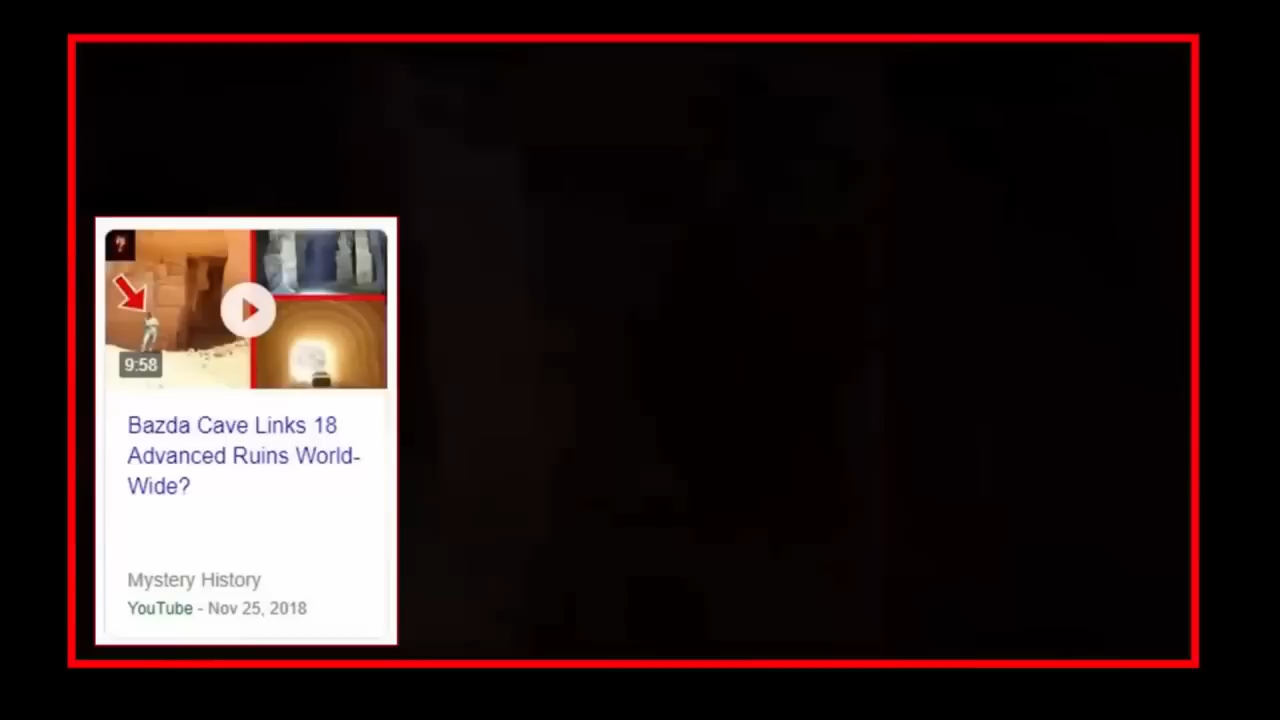 9:58
Bazda Cave Links 18
Advanced Ruins World-
Wide?
Mystery History
YouTube - Nov 25, 2018